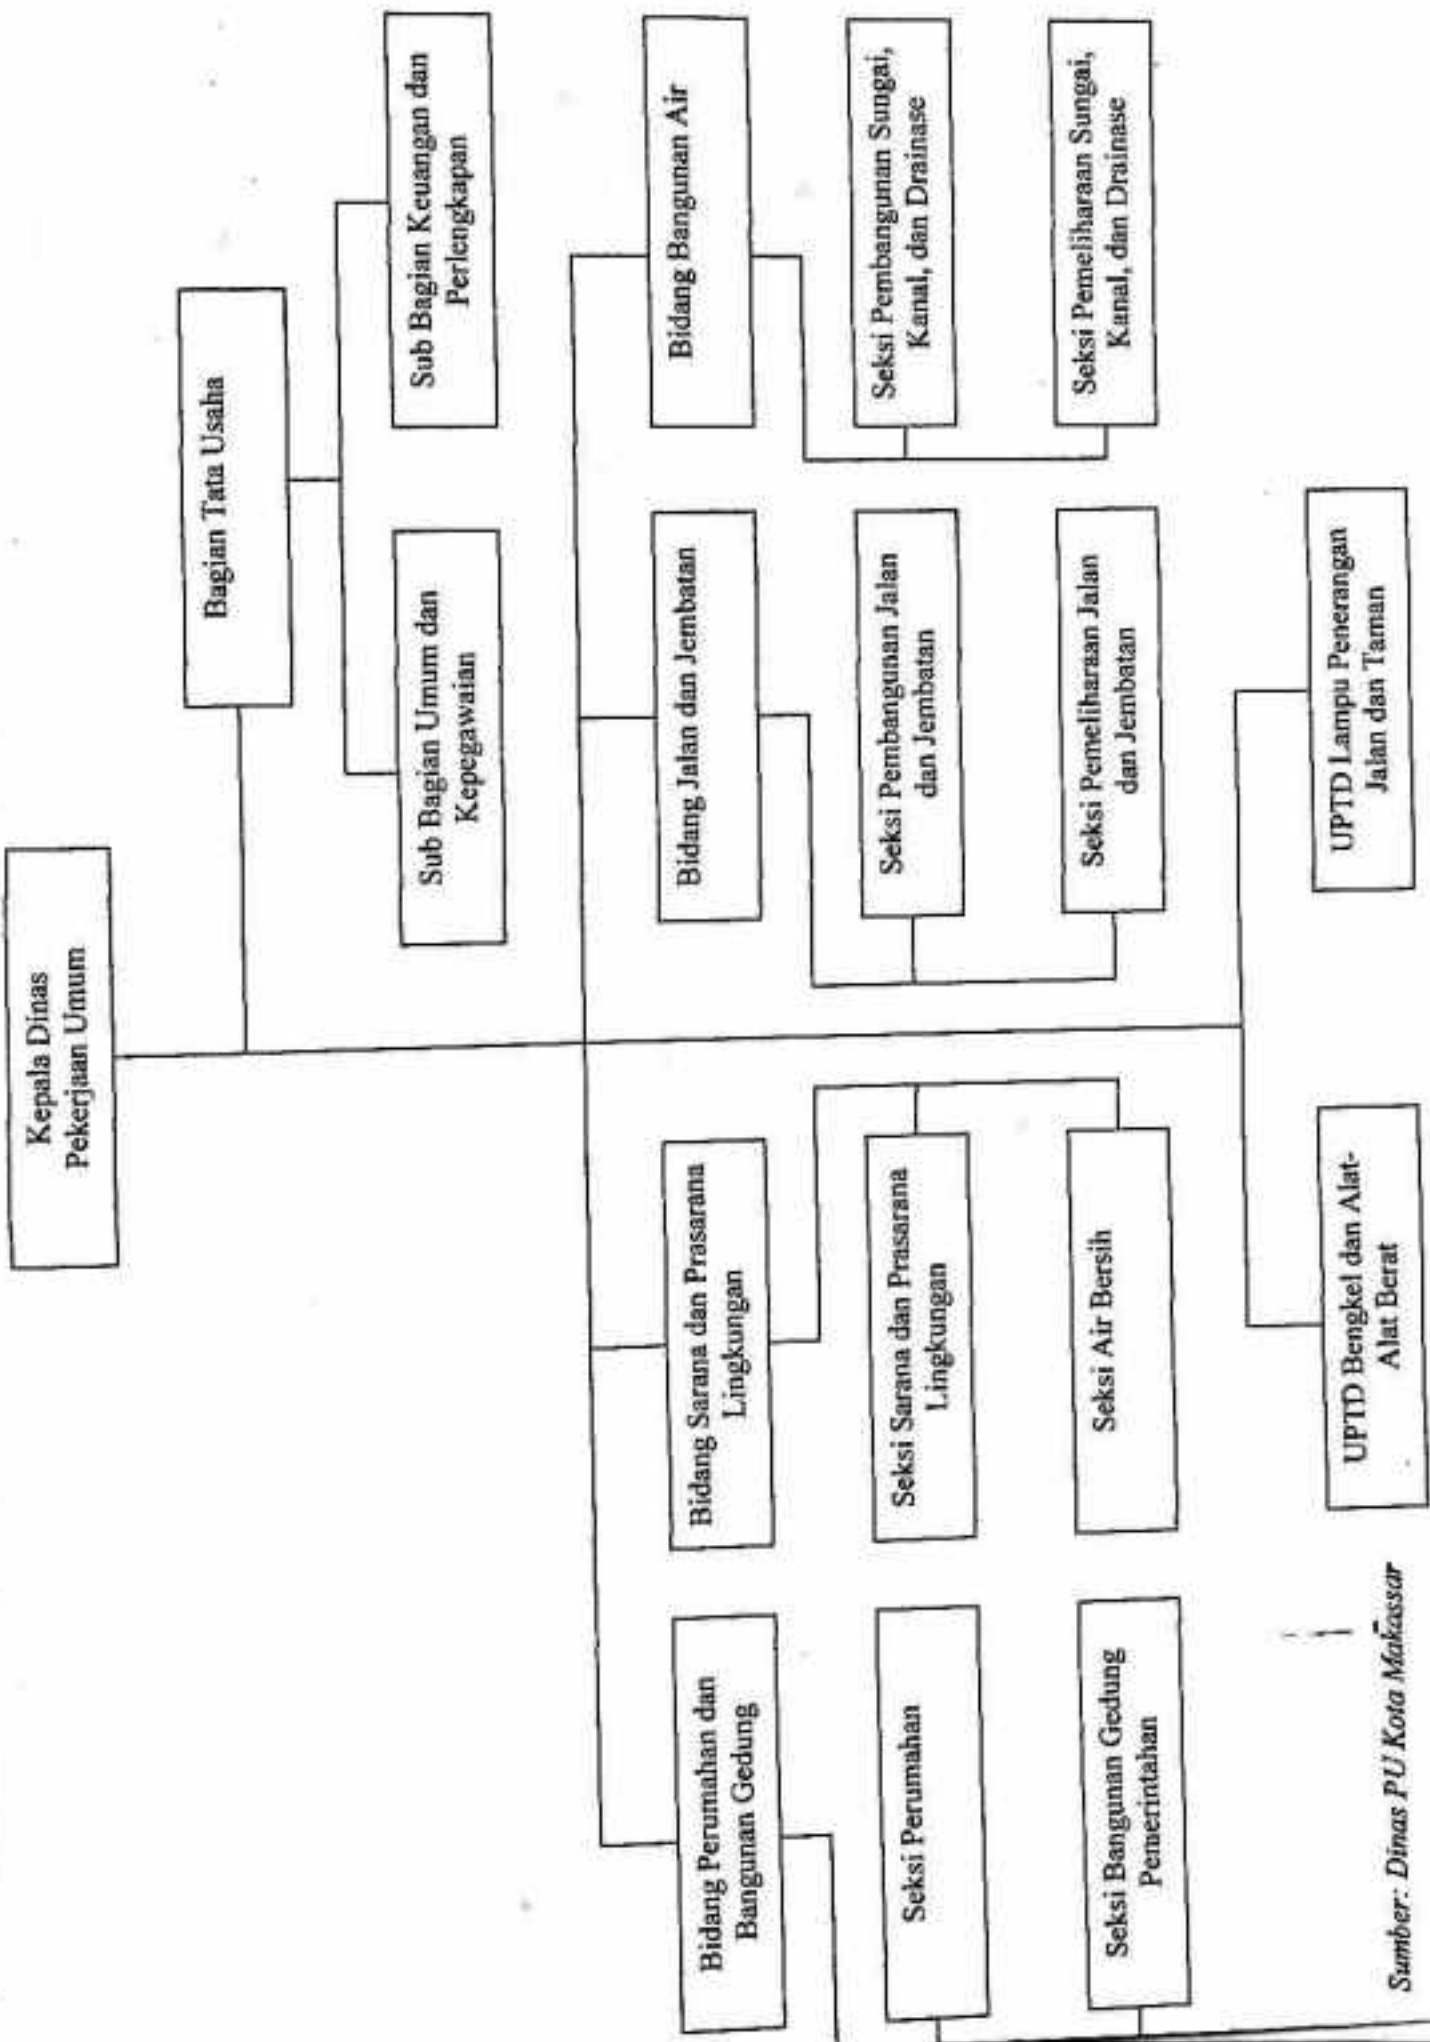 Kepala Dinas
Pekerjaan Umum
Bagian Tata Usaha
Sub Bagian Umum dan
Kepegawaian
Sub Bagian Keuangan dan
Perlengkapan
Bidang Perumahan dan
Bangunan Gedung
Bidang Sarana dan Prasarana
Lingkungan
Bidang Jalan dan Jembatan
Bidang Bangunan Air
Seksi Perumahan
Seksi Sarana dan Prasarana
Lingkungan
Seksi Pembangunan Jalan
dan Jembatan
Seksi Pembangunan Sungai,
Kanal, dan Drainase
Seksi Bangunan Gedung
Pemerintahan
Seksi Air Bersih
Seksi Pemeliharaan Jalan
dan Jembatan
Seksi Pemeliharaan Sungai,
Kanal, dan Drainase
UPTD Bengkel dan Alat-
Alat Berat
UPTD Lampu Penerangan
Jalan dan Taman
Sumber: Dinas PU Kota Makassar